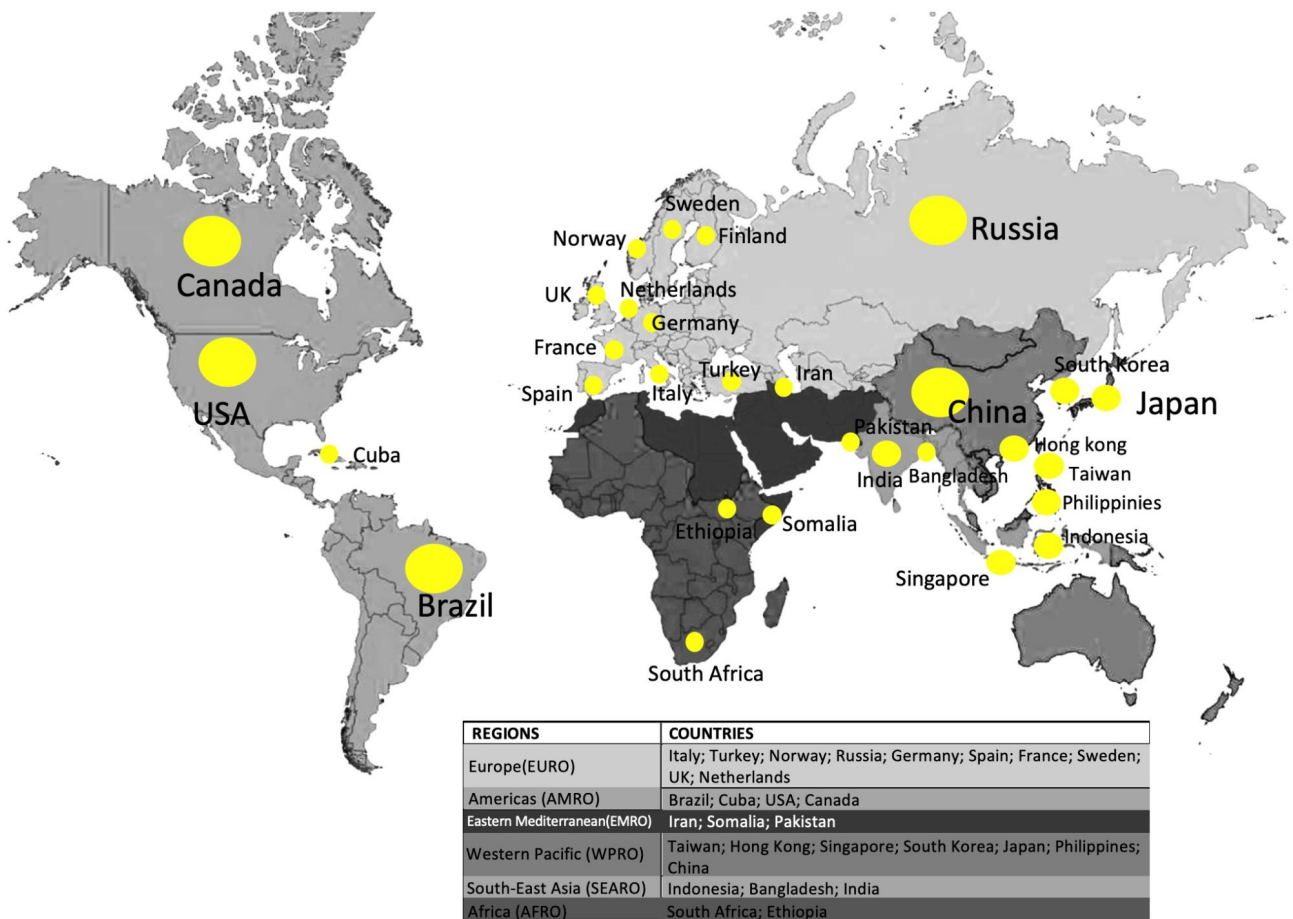 Sweden
Norway
Finland
Russia
Canada
UK
Netherlands
Germany
France
Turkey
Iran
South Korea
Spain
Italy
USA
China
Japan
Cuba
Pakistan
Hong kong
India
Bangladesh
Taiwan
Philippinies
Ethiopia
Somalia
Indonesia
Singapore
Brazil
South Africa
REGIONS COUNTRIES
Europe(EURO) Italy; Turkey; Norway; Russia; Germany; Spain; France; Sweden;
UK; Netherlands
Americas (AMRO) Brazil; Cuba; USA; Canada
Eastern Mediterranean(EMRO) Iran; Somalia; Pakistan
Western Pacific (WPRO) Taiwan; Hong Kong; Singapore; South Korea; Japan; Philippines;
China
South-East Asia (SEARO) Indonesia; Bangladesh; India
Africa (AFRO) South Africa; Ethiopia